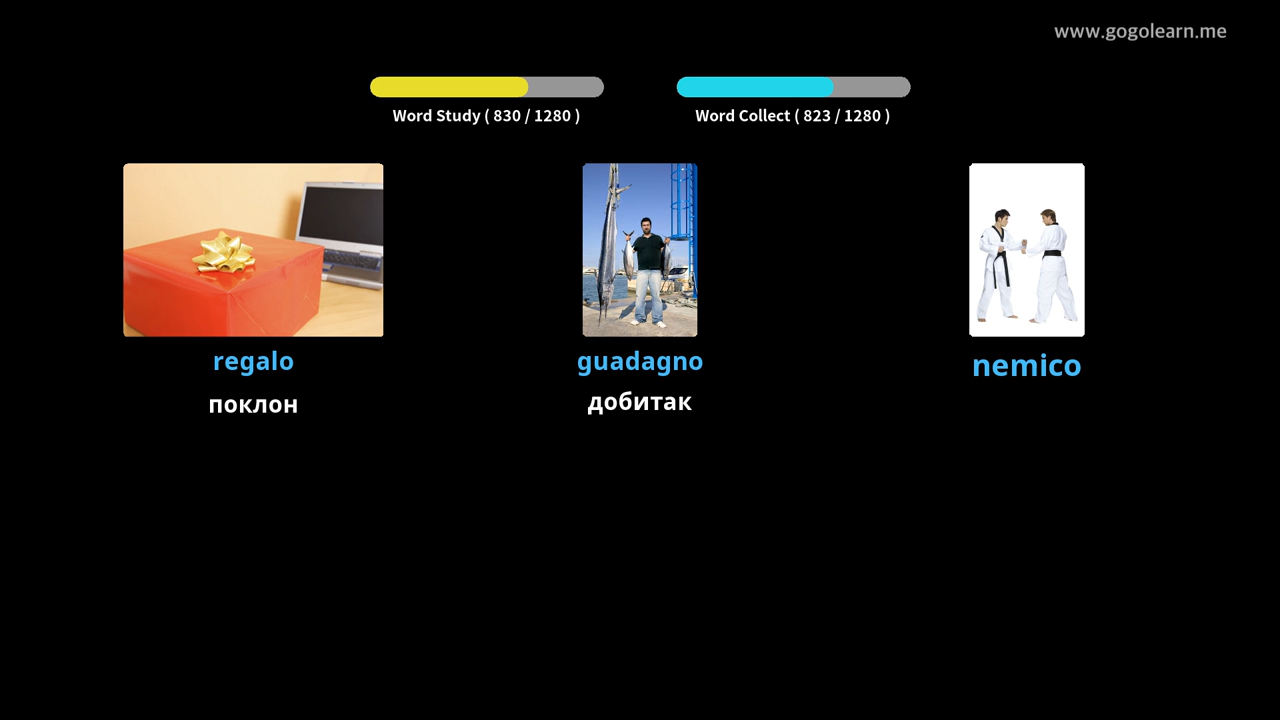 www.gogolearn.me
Word Study ( 830 / 1280 )
Word Collect ( 823 / 1280 )
regalo
поклон
guadagno
добитак
nemico